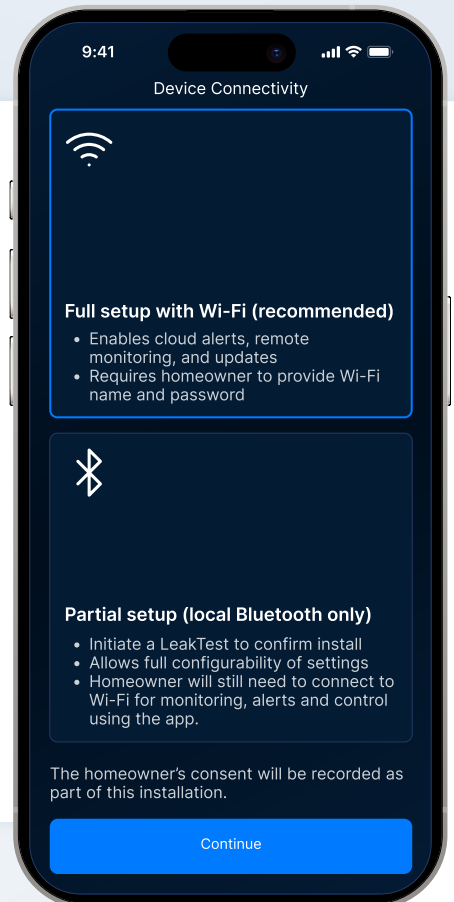 9:41
Device Connectivity
Full setup with Wi-Fi (recommended)
• Enables cloud alerts, remote
monitoring, and updates
• Requires homeowner to provide Wi-Fi
name and password
Partial setup (local Bluetooth only)
• Initiate a LeakTest to confirm install
• Allows full configurability of settings
• Homeowner will still need to connect to
Wi-Fi for monitoring, alerts and control
using the app.
The homeowner’s consent will be recorded as
part of this installation.
Continue